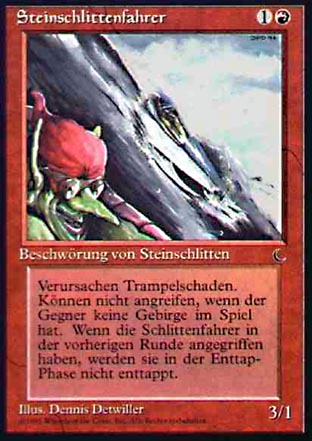 Steinschlittenfahrer 1
Beschwörung von Steinschlitten
Verursachen Trampelschaden.
Können nicht angreifen, wenn der
Gegner keine Gebirge im Spiel
hat. Wenn die Schlittenfahrer in
der vorherigen Runde angegriffen
haben, werden sie in der Enttap-
Phase nicht enttappt.
Illus. Dennis Detwiller
3/1